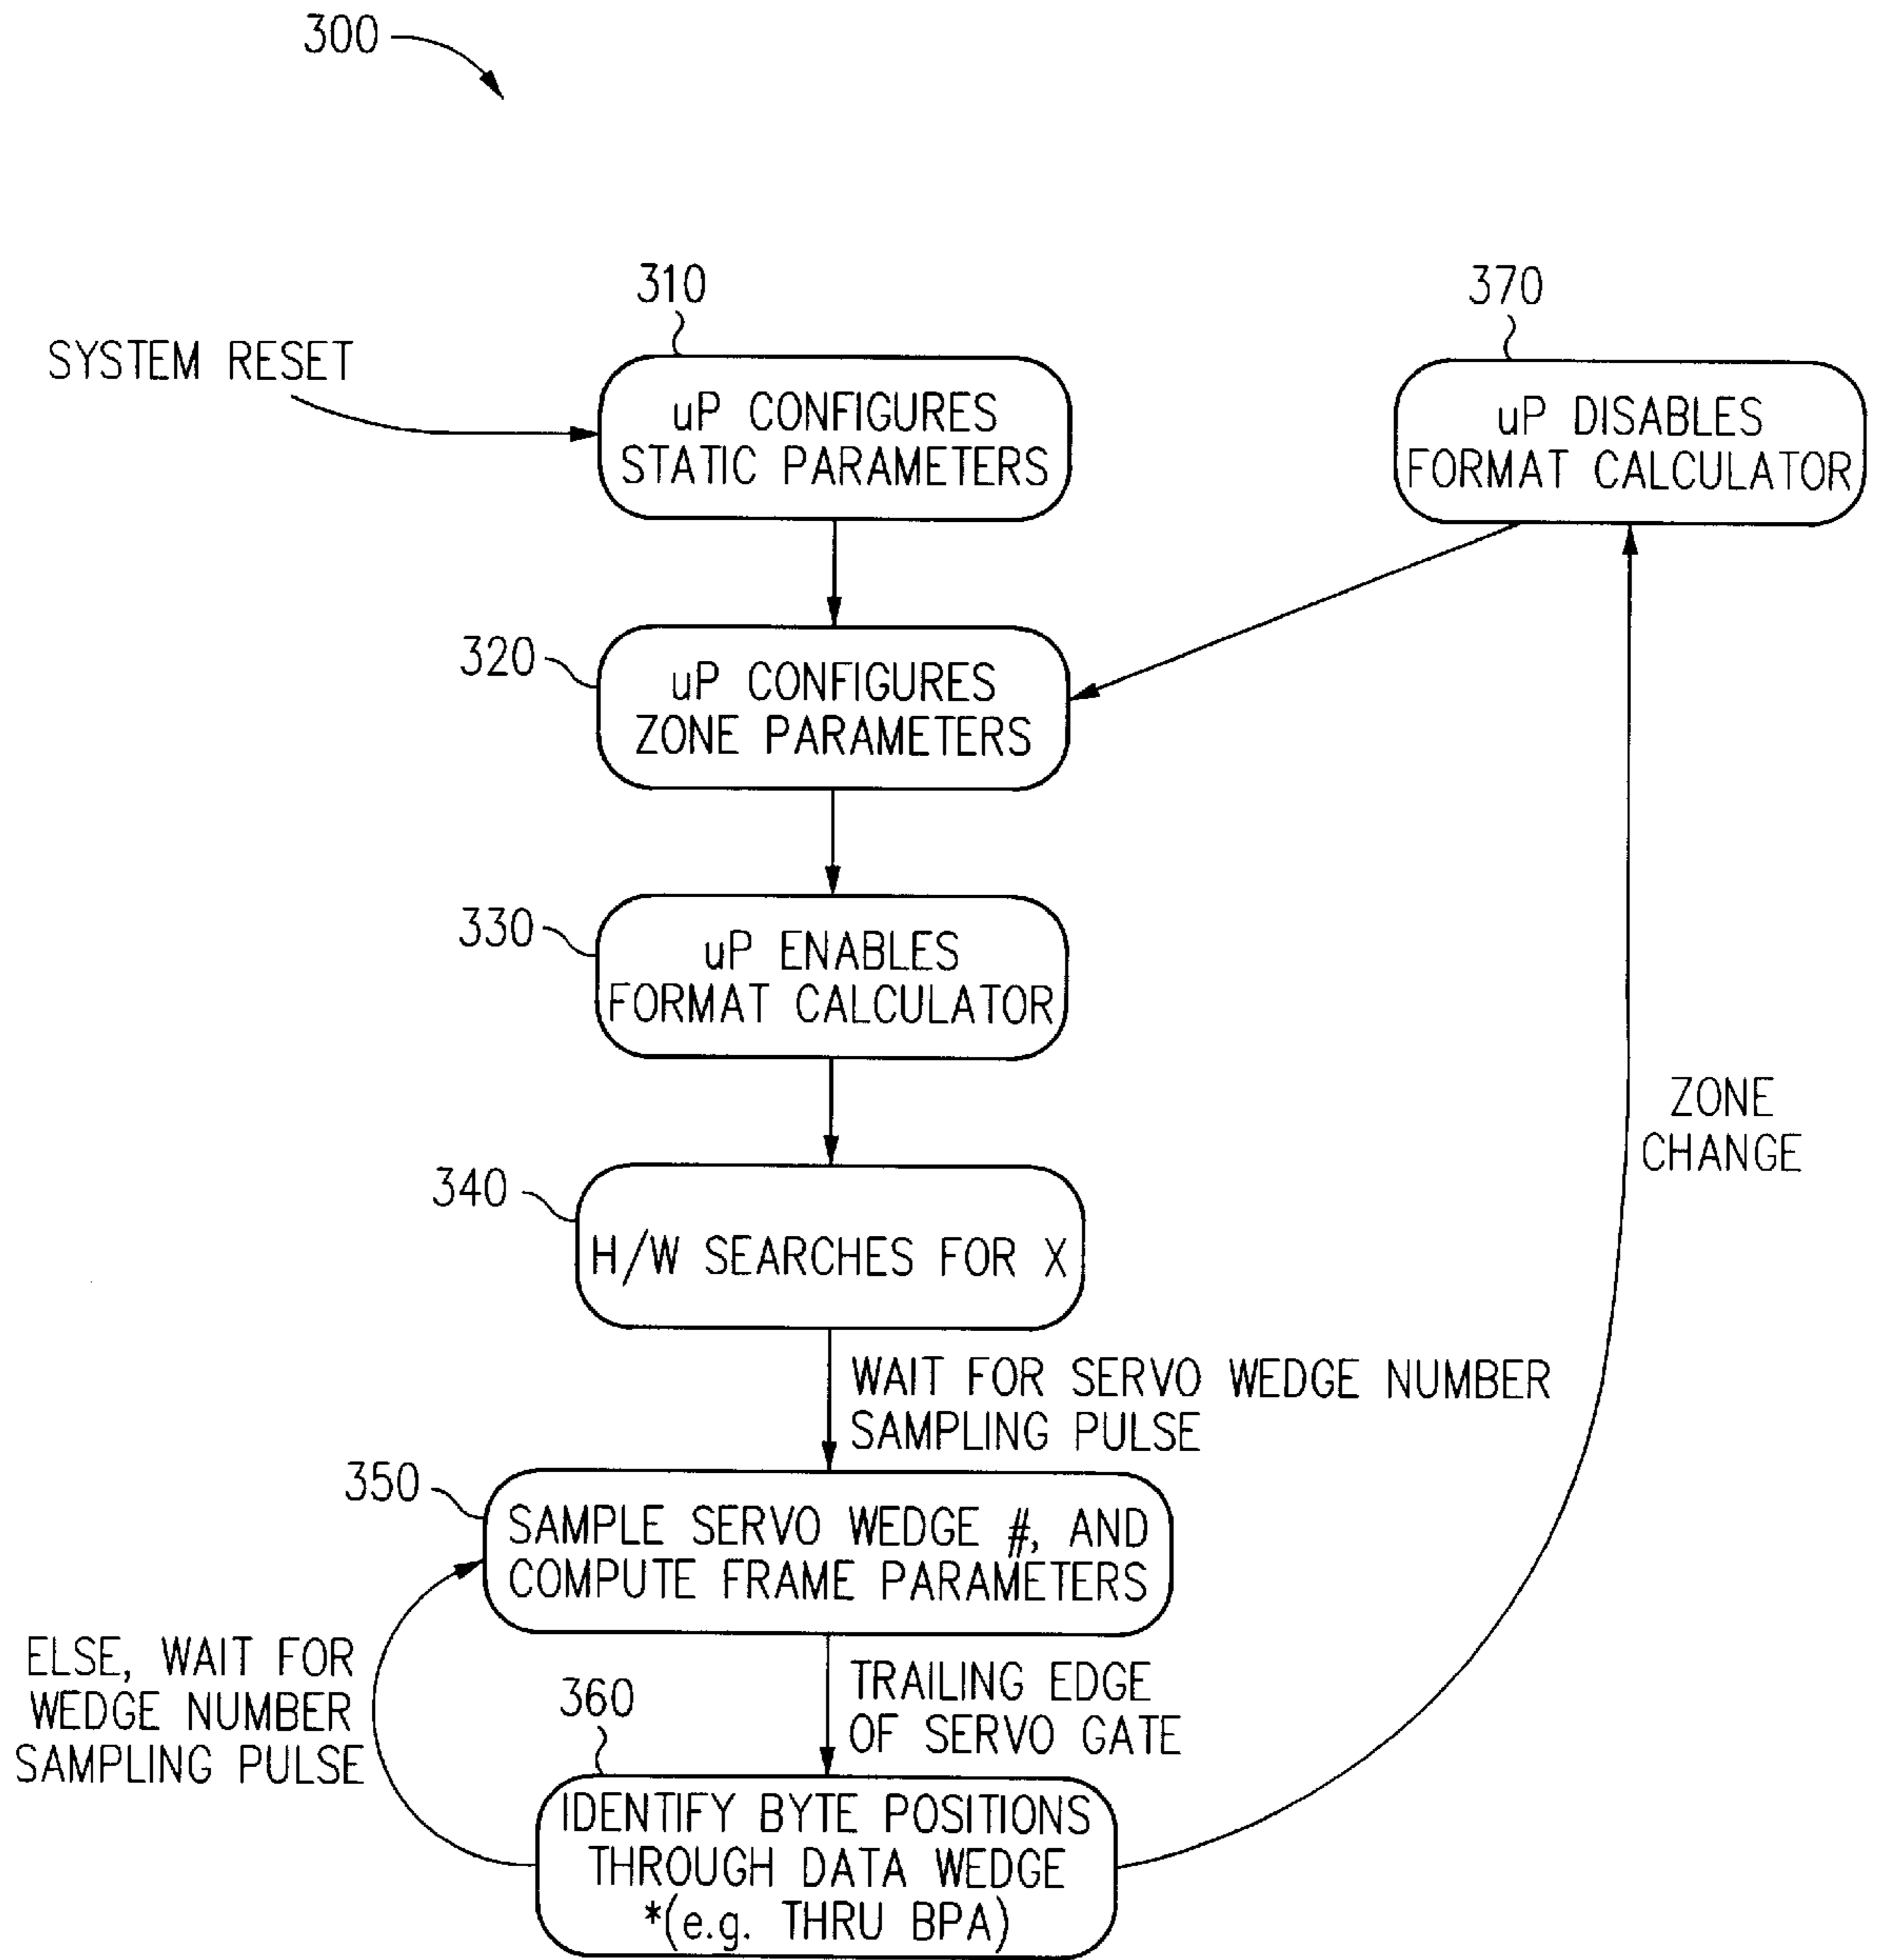 300
310
370
SYSTEM RESET
uP CONFIGURES
STATIC PARAMETERS
uP DISABLES
FORMAT CALCULATOR
320
uP CONFIGURES
ZONE PARAMETERS
330
uP ENABLES
FORMAT CALCULATOR
ZONE
CHANGE
340
H/W SEARCHES FOR X
WAIT FOR SERVO WEDGE NUMBER
SAMPLING PULSE
350
SAMPLE SERVO WEDGE #, AND
COMPUTE FRAME PARAMETERS
ELSE, WAIT FOR
WEDGE NUMBER
SAMPLING PULSE
TRAILING EDGE
OF SERVO GATE
360
IDENTIFY BYTE POSITIONS
THROUGH DATA WEDGE
*(e.g. THRU BPA)